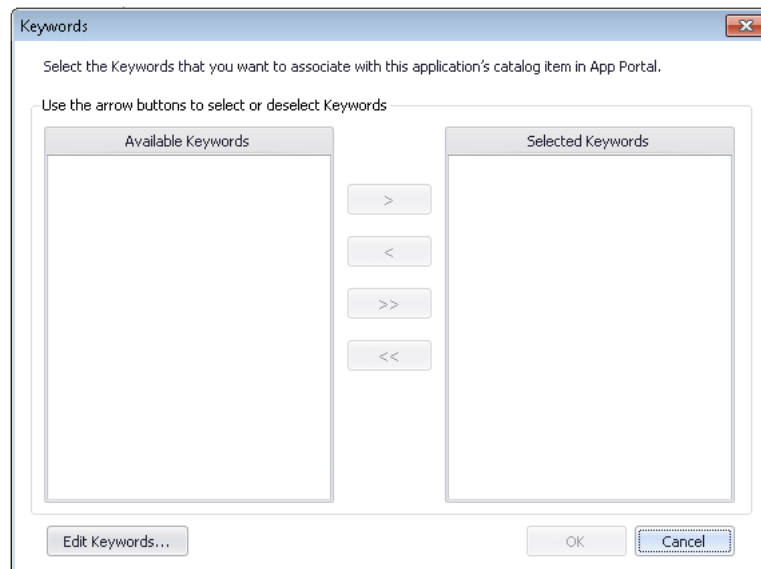 Keywords
Select the Keywords that you want to associate with this application's catalog item in App Portal.
Use the arrow buttons to select or deselect Keywords
Available Keywords
Selected Keywords
>
<
>>
<<
Edit Keywords...
OK
Cancel